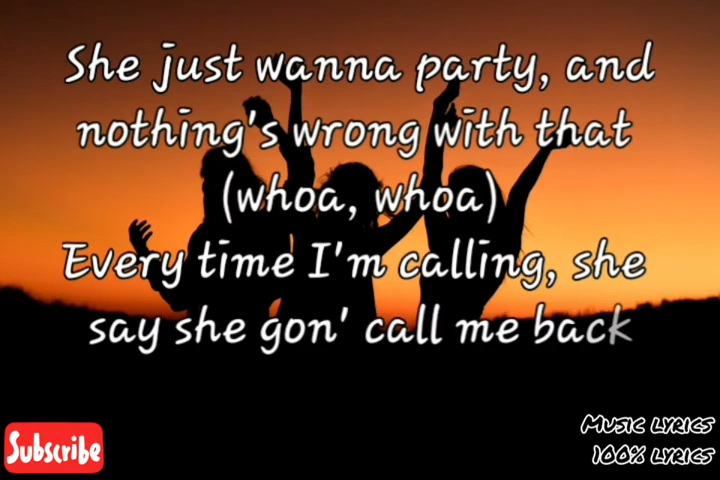 She just wanna party, and
nothing's wrong with that
(whoa, whoa)
Every time I'm calling, she
say she gon' call me back
Subscribe
Music lyrics
100% lyrics